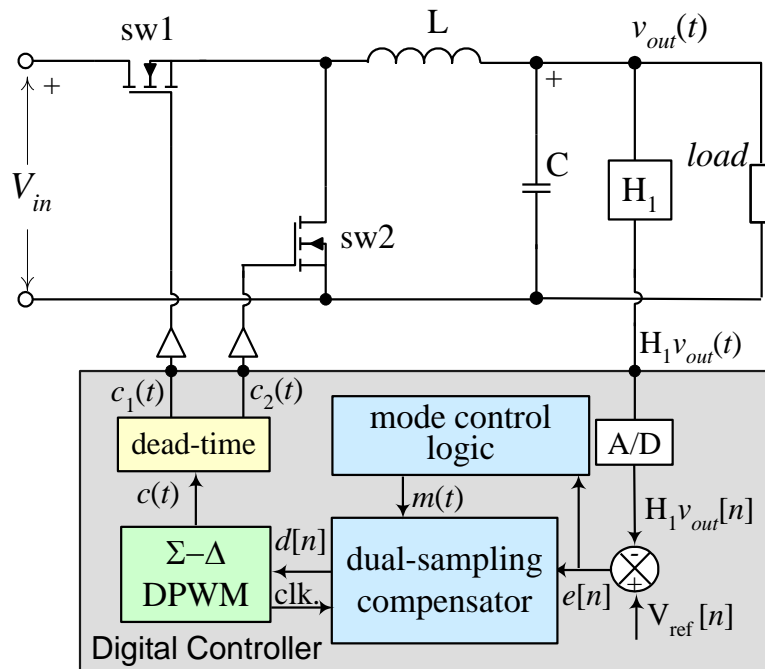 sw1
L
v_out(t)
+
+
V_in
C
H_1
load
sw2
H_1v_out(t)
c_1(t)
c_2(t)
mode control
logic
A/D
dead-time
c(t)
m(t)
H_1v_out[n]
Σ−Δ
DPWM
d[n]
clk.
dual-sampling
compensator
e[n]
-
+
V_ref[n]
Digital Controller